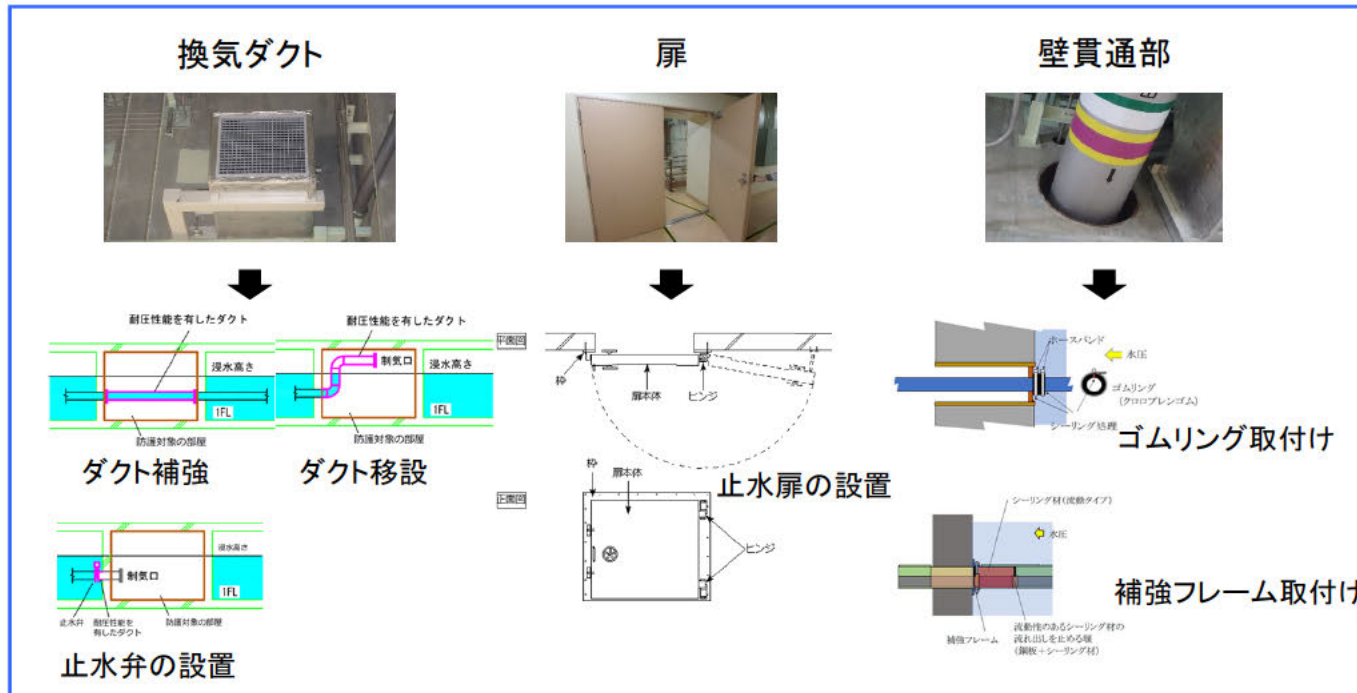 換気ダクト
扉
壁貫通部
耐圧性能を有したダクト
浸水高さ
1FL
防護対象の部屋
ダクト補強
耐圧性能を有したダクト
制気口
浸水高さ
1FL
防護対象の部屋
ダクト移設
浸水高さ
制気口
1FL
止水弁
耐圧性能を
有したダクト
防護対象の部屋
止水弁の設置
平面図
枠
扉本体
ヒンジ
止水扉の設置
正面図
枠
扉本体
ヒンジ
ホースバンド
水圧
ゴムリング
(クロロプレンゴム)
シーリング処理
ゴムリング取付け
シーリング材(流動タイプ)
水圧
補強フレーム
流動性のあるシーリング材の
流れ出しを止める堰
(鋼板+シーリング材)
補強フレーム取付け